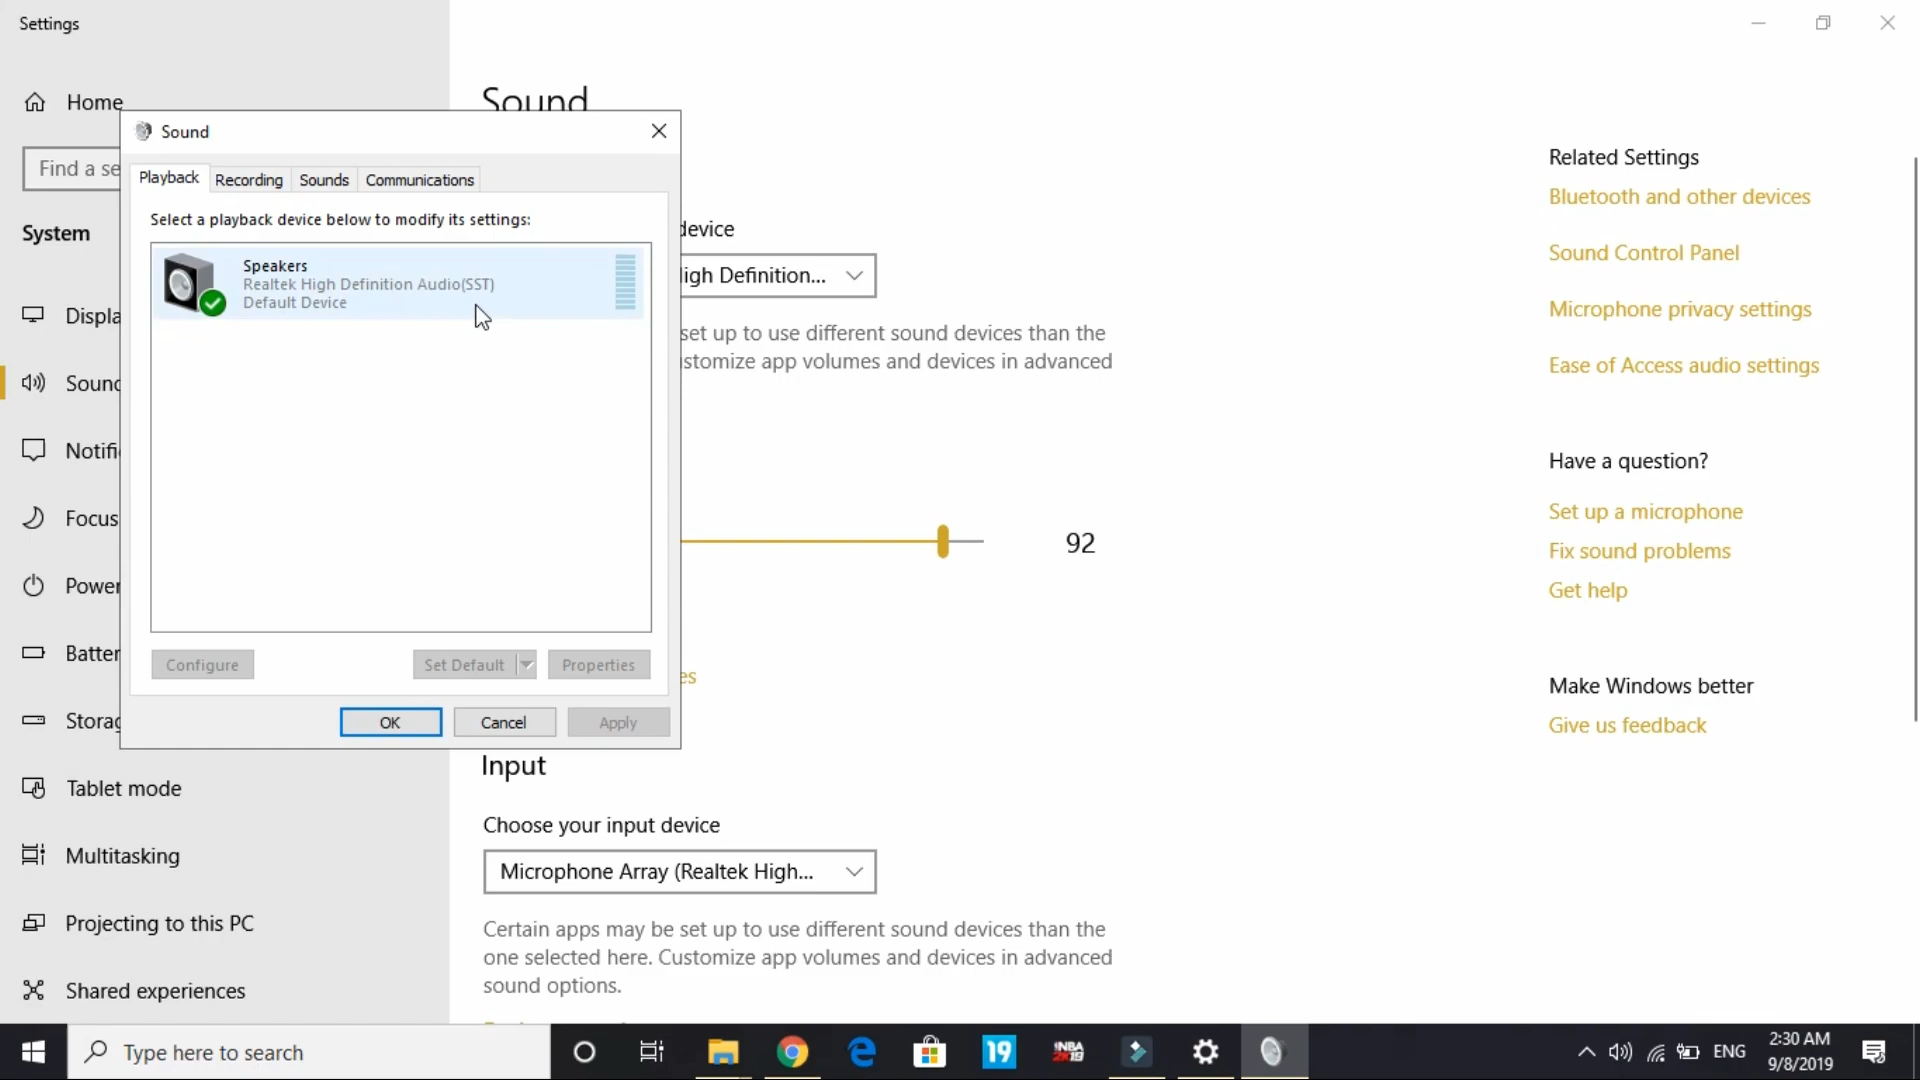 Settings
Home
Find a se
System
Displa
Sound
Notifi
Focus
Power
Batter
Storag
Tablet mode
Multitasking
Projecting to this PC
Shared experiences
Sound
Sound
Playback
Recording
Sounds
Communications
Select a playback device below to modify its settings:
Speakers
Realtek High Definition Audio(SST)
Default Device
Configure
Set Default
Properties
OK
Cancel
Apply
device
High Definition...
set up to use different sound devices than the
stomize app volumes and devices in advanced
92
es
Input
Choose your input device
Microphone Array (Realtek High...
Certain apps may be set up to use different sound devices than the
one selected here. Customize app volumes and devices in advanced
sound options.
Related Settings
Bluetooth and other devices
Sound Control Panel
Microphone privacy settings
Ease of Access audio settings
Have a question?
Set up a microphone
Fix sound problems
Get help
Make Windows better
Give us feedback
Type here to search
19
NBA
2K19
ENG
2:30 AM
9/8/2019